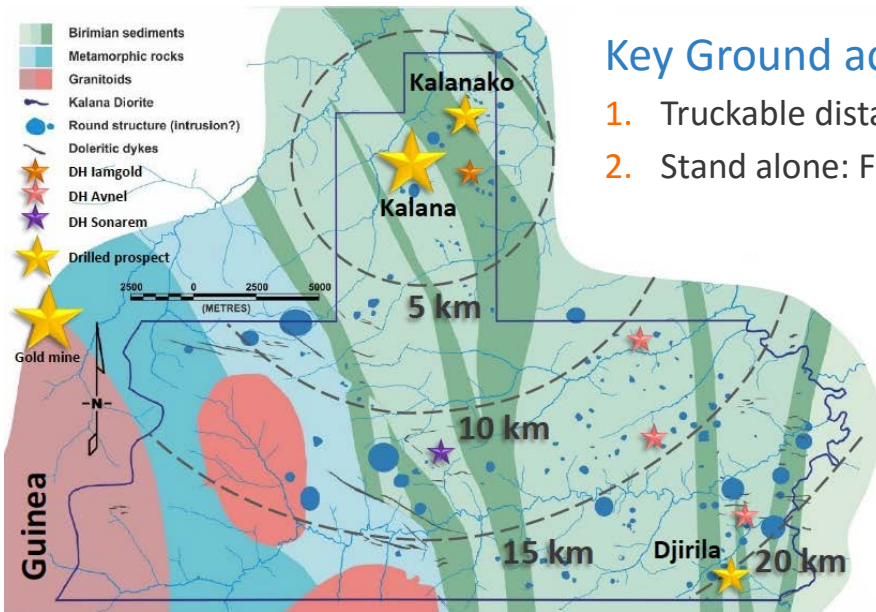 Birimian sediments
Metamorphic rocks
Granitoids
Kalana Diorite
Round structure (intrusion?)
Doleritic dykes
DH Iamgold
DH Avnel
DH Sonarem
Drilled prospect
Gold mine
2500 0 2500 5000
(METRES)
N
Guinea
Kalanako
Kalana
5 km
10 km
15 km
Djirila
20 km
Key Ground
1. Truckable
2. Stand alone: